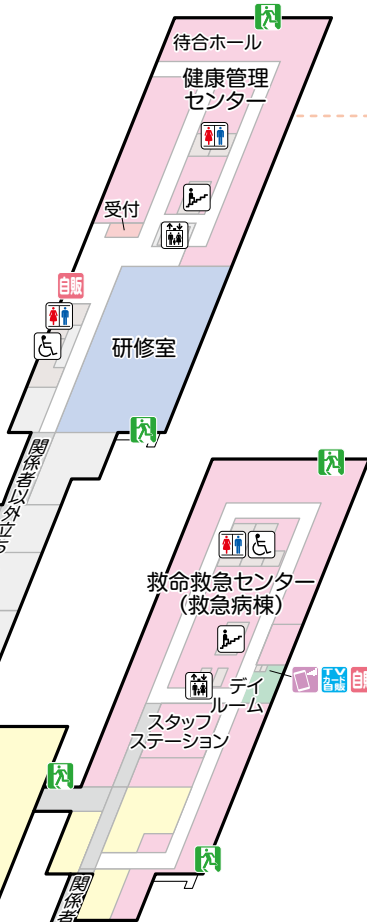 待合ホール
健康管理
センター
受付
自販
研修室
関係者以外立ち
救命救急センター
（救急病棟）
デイ
ルーム
TV
カード
自販
自販
スタッフ
ステーション
関係者